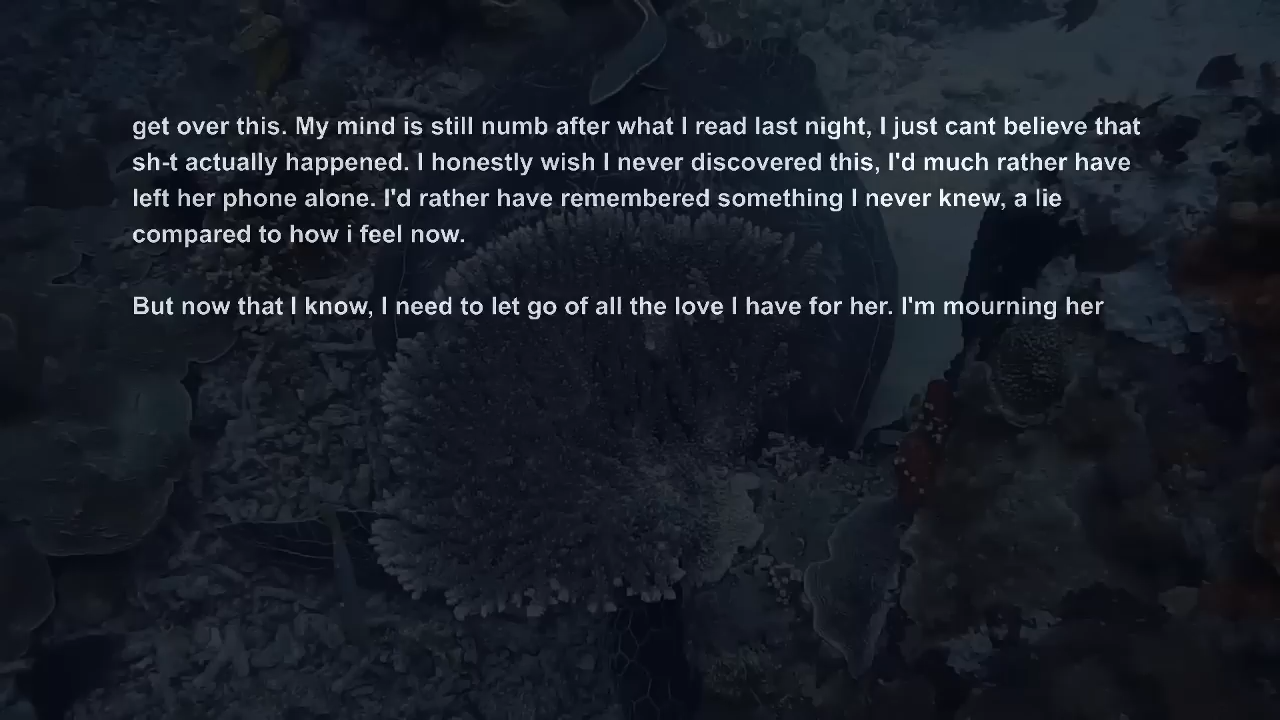 get over this. My mind is still numb after what I read last night, I just cant believe that
sh-t actually happened. I honestly wish I never discovered this, I'd much rather have
left her phone alone. I'd rather have remembered something I never knew, a lie
compared to how i feel now.
But now that I know, I need to let go of all the love I have for her. I'm mourning her